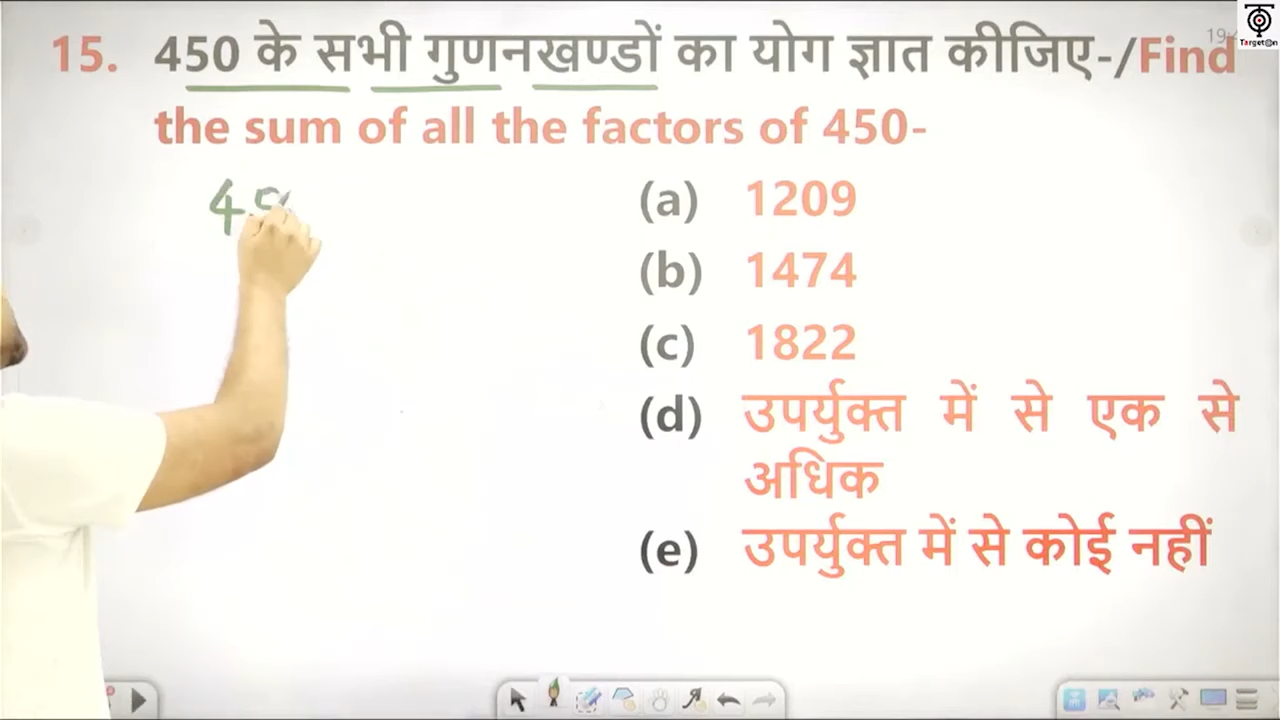 Target@n
15. 450 के सभी गुणनखण्डों का योग ज्ञात कीजिए-/Find
the sum of all the factors of 450-
(a) 1209
(b) 1474
(c) 1822
(d) उपर्युक्त में से एक से
अधिक
(e) उपर्युक्त में से कोई नहीं